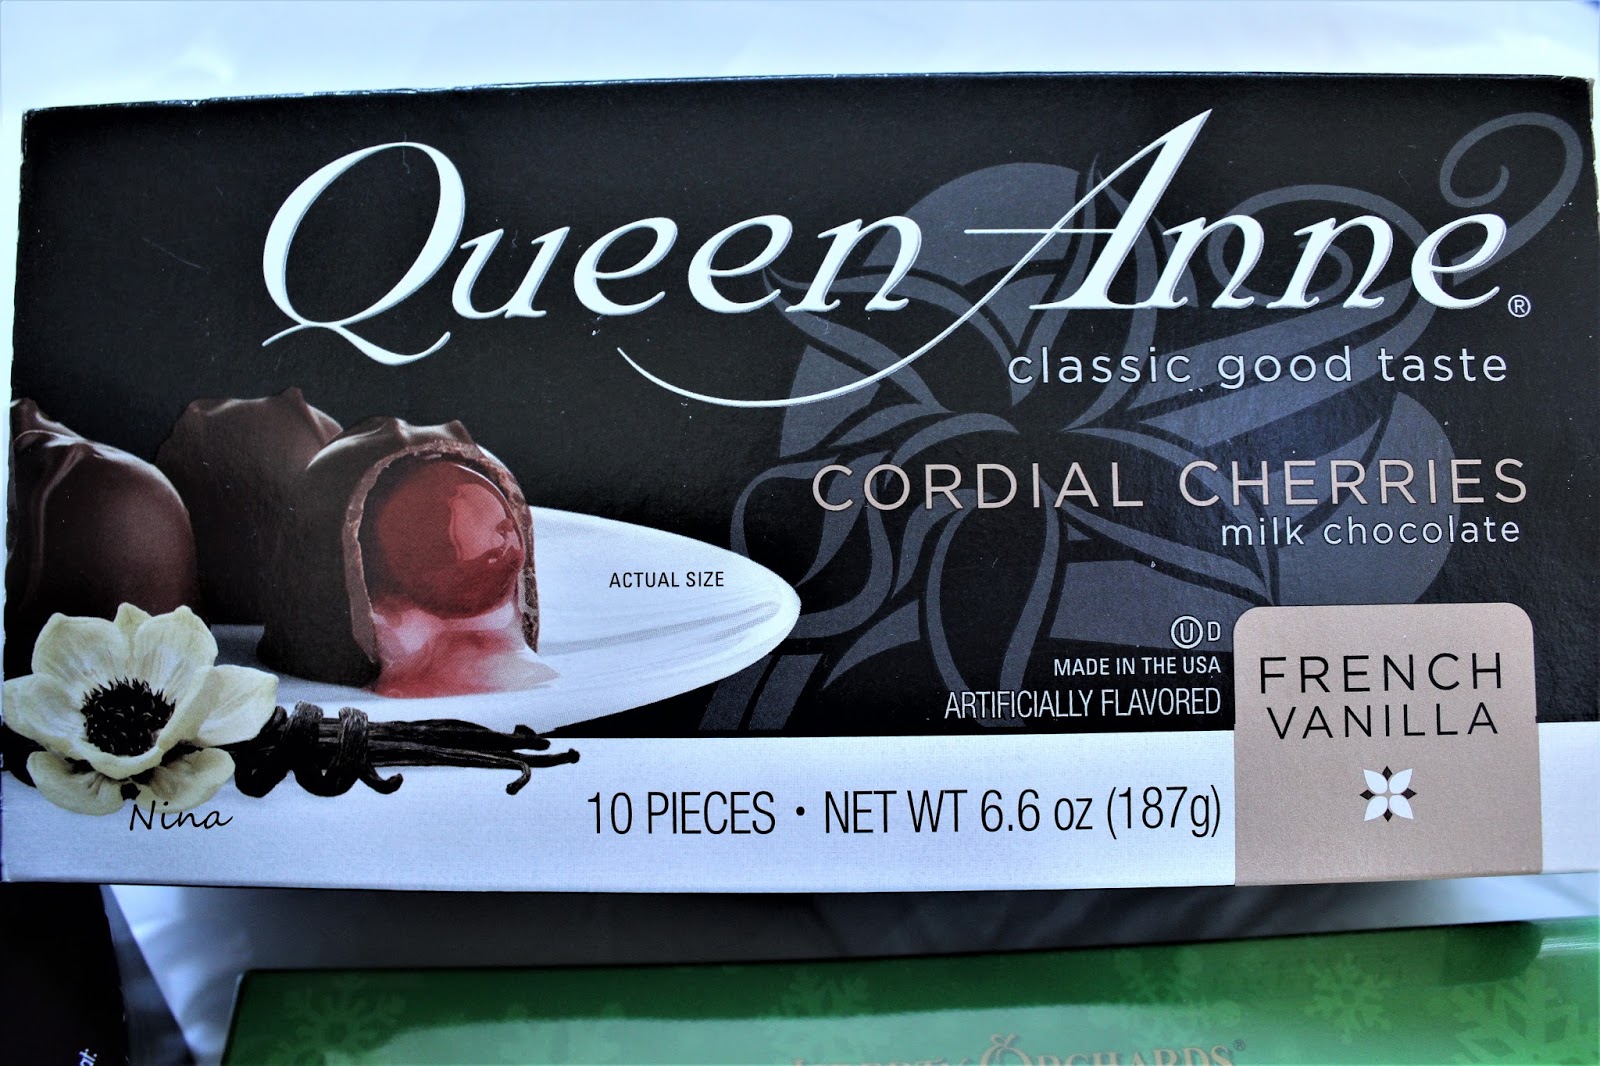 Queen Anne®
classic good taste
CORDIAL CHERRIES
milk chocolate
ACTUAL SIZE
Ⓤ D
MADE IN THE USA
ARTIFICIALLY FLAVORED
FRENCH
VANILLA
Nina
10 PIECES • NET WT 6.6 oz (187g)
ORCHARDS®